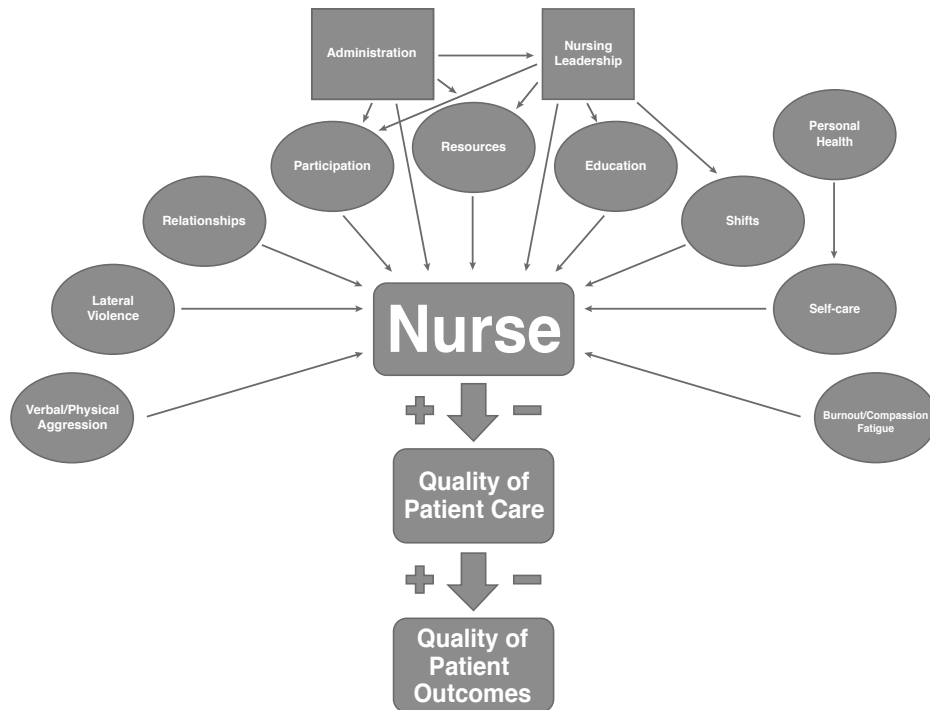 Administration
Nursing
Leadership
Personal
Health
Resources
Participation
Education
Relationships
Shifts
Lateral
Violence
Nurse
Self-care
Verbal/Physical
Aggression
Burnout/Compassion
Fatigue
+ −
Quality of
Patient Care
+ −
Quality of
Patient
Outcomes